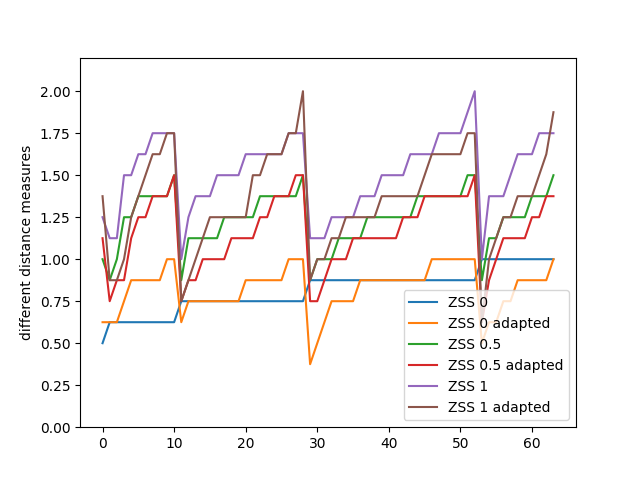 different distance measures
2.00
1.75
1.50
1.25
1.00
0.75
0.50
0.25
0.00
0 10 20 30 40 50 60
ZSS 0
ZSS 0 adapted
ZSS 0.5
ZSS 0.5 adapted
ZSS 1
ZSS 1 adapted